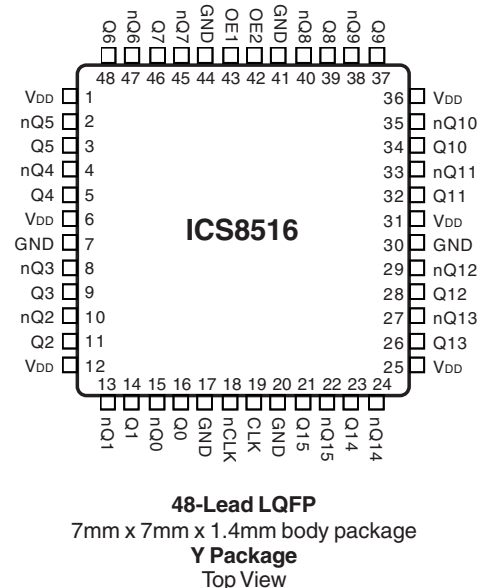 Q6 nQ6 Q7 nQ7 GND OE1 OE2 GND nQ8 Q8 nQ9 Q9
48 47 46 45 44 43 42 41 40 39 38 37
VDD 1
nQ5 2
Q5 3
nQ4 4
Q4 5
VDD 6
GND 7
nQ3 8
Q3 9
nQ2 10
Q2 11
VDD 12
ICS8516
36 VDD
35 nQ10
34 Q10
33 nQ11
32 Q11
31 VDD
30 GND
29 nQ12
28 Q12
27 nQ13
26 Q13
25 VDD
13 14 15 16 17 18 19 20 21 22 23 24
nQ1 Q1 nQ0 Q0 GND nCLK CLK GND Q15 nQ15 Q14 nQ14
48-Lead LQFP
7mm x 7mm x 1.4mm body package
Y Package
Top View